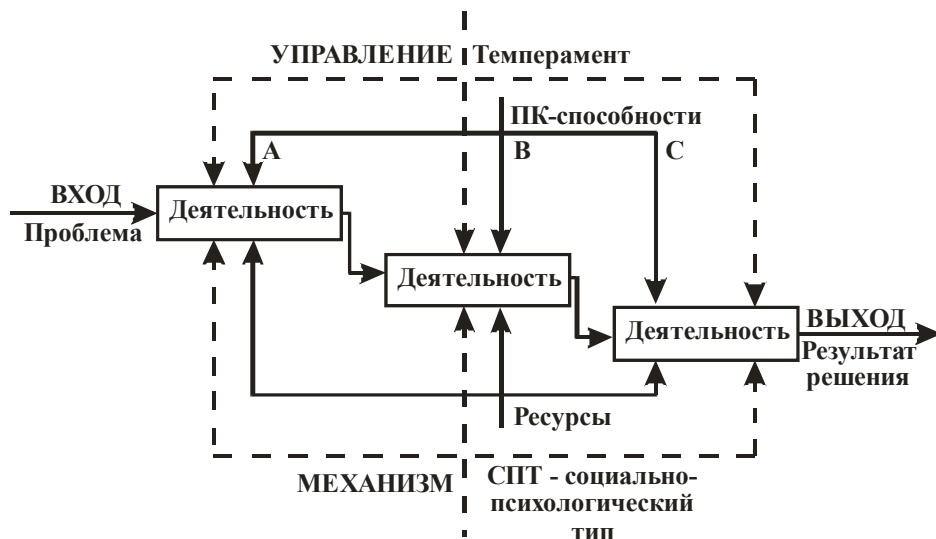 УПРАВЛЕНИЕ
Темперамент
ПК-способности
А
В
С
ВХОД
Проблема
Деятельность
Деятельность
Деятельность
ВЫХОД
Результат
решения
Ресурсы
МЕХАНИЗМ
СПТ - социально-
психологический
тип